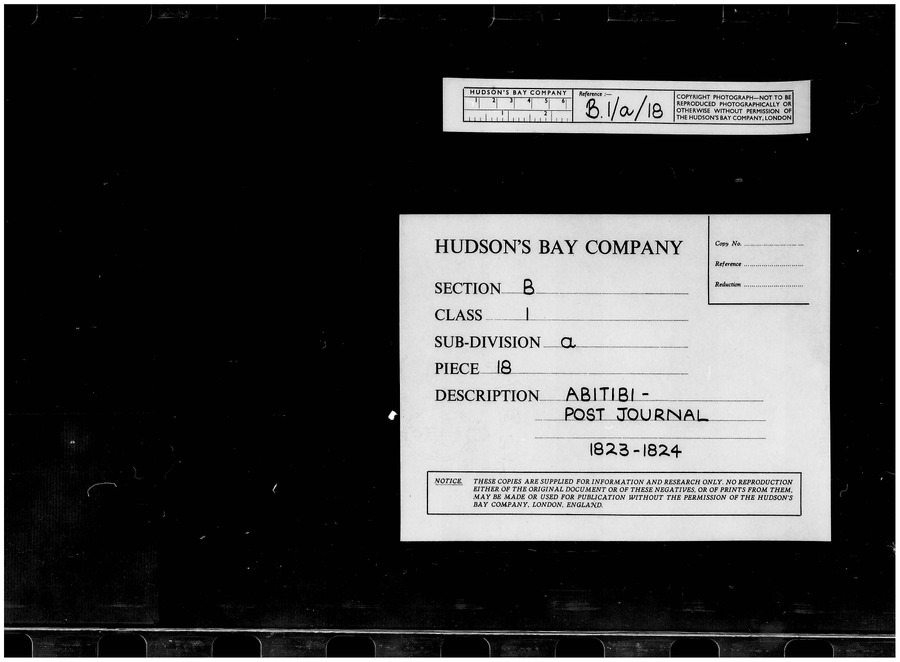 HUDSON'S BAY COMPANY
1 2 3 4 5 6
1 2
Reference :—
B.1/a/18
COPYRIGHT PHOTOGRAPH—NOT TO BE
REPRODUCED PHOTOGRAPHICALLY OR
OTHERWISE WITHOUT PERMISSION OF
THE HUDSON'S BAY COMPANY, LONDON
HUDSON'S BAY COMPANY
Copy No.
Reference
Reduction
SECTION B
CLASS 1
SUB-DIVISION a
PIECE 18
DESCRIPTION ABITIBI -
POST JOURNAL
1823-1824
NOTICE. THESE COPIES ARE SUPPLIED FOR INFORMATION AND RESEARCH ONLY. NO REPRODUCTION
EITHER OF THE ORIGINAL DOCUMENT OR OF THESE NEGATIVES, OR OF PRINTS FROM THEM,
MAY BE MADE OR USED FOR PUBLICATION WITHOUT THE PERMISSION OF THE HUDSON'S
BAY COMPANY, LONDON, ENGLAND.